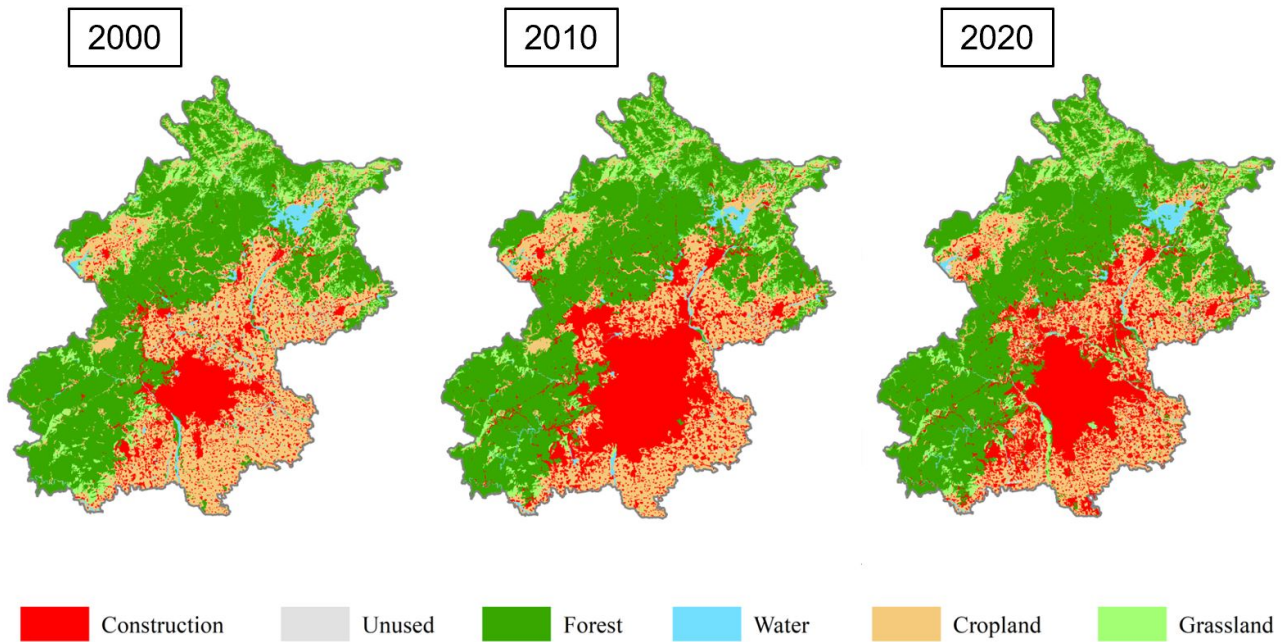 2000
2010
2020
Construction
Unused
Forest
Water
Cropland
Grassland